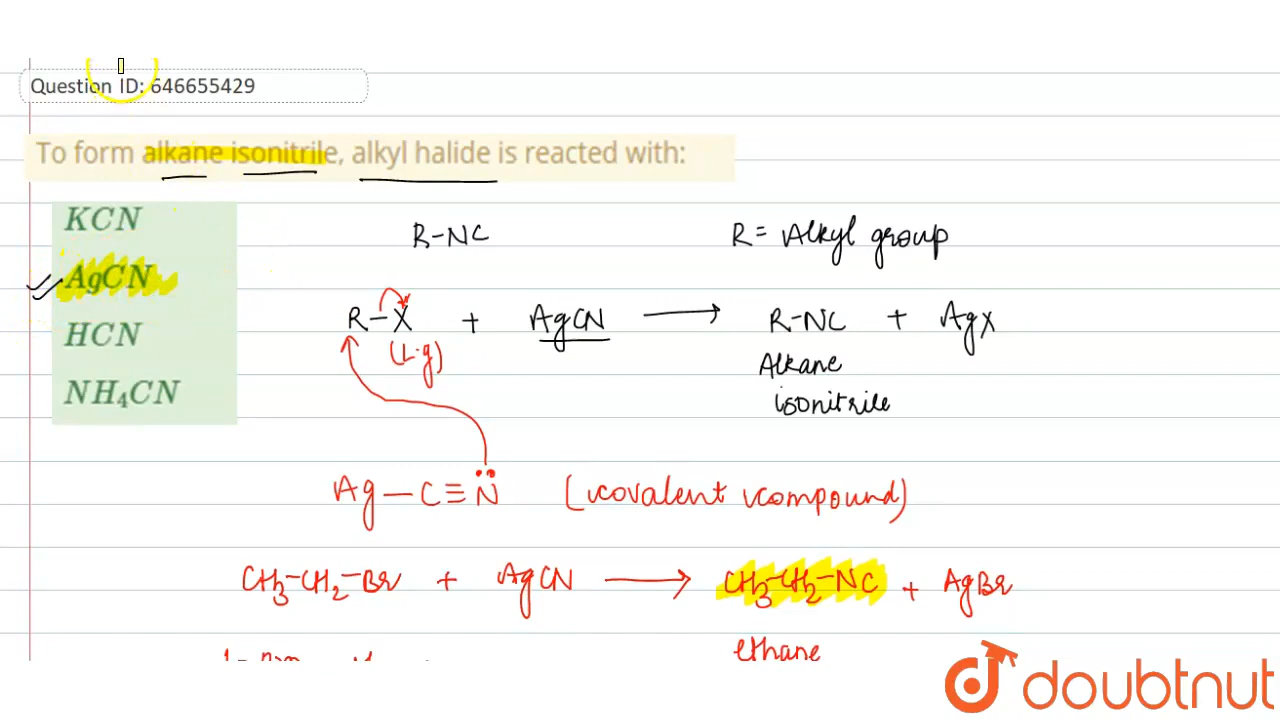 Question ID: 646655429
To form alkane isonitrile, alkyl halide is reacted with:
KCN
AgCN
HCN
NH₄CN
R-NC R = Alkyl group
R-X + AgCN → R-NC + AgX
(L.g) Alkane
isonitrile
Ag-C≡N (covalent compound)
CH₃-CH₂-Br + AgCN → CH₃-CH₂-NC + AgBr
ethane
doubtnut